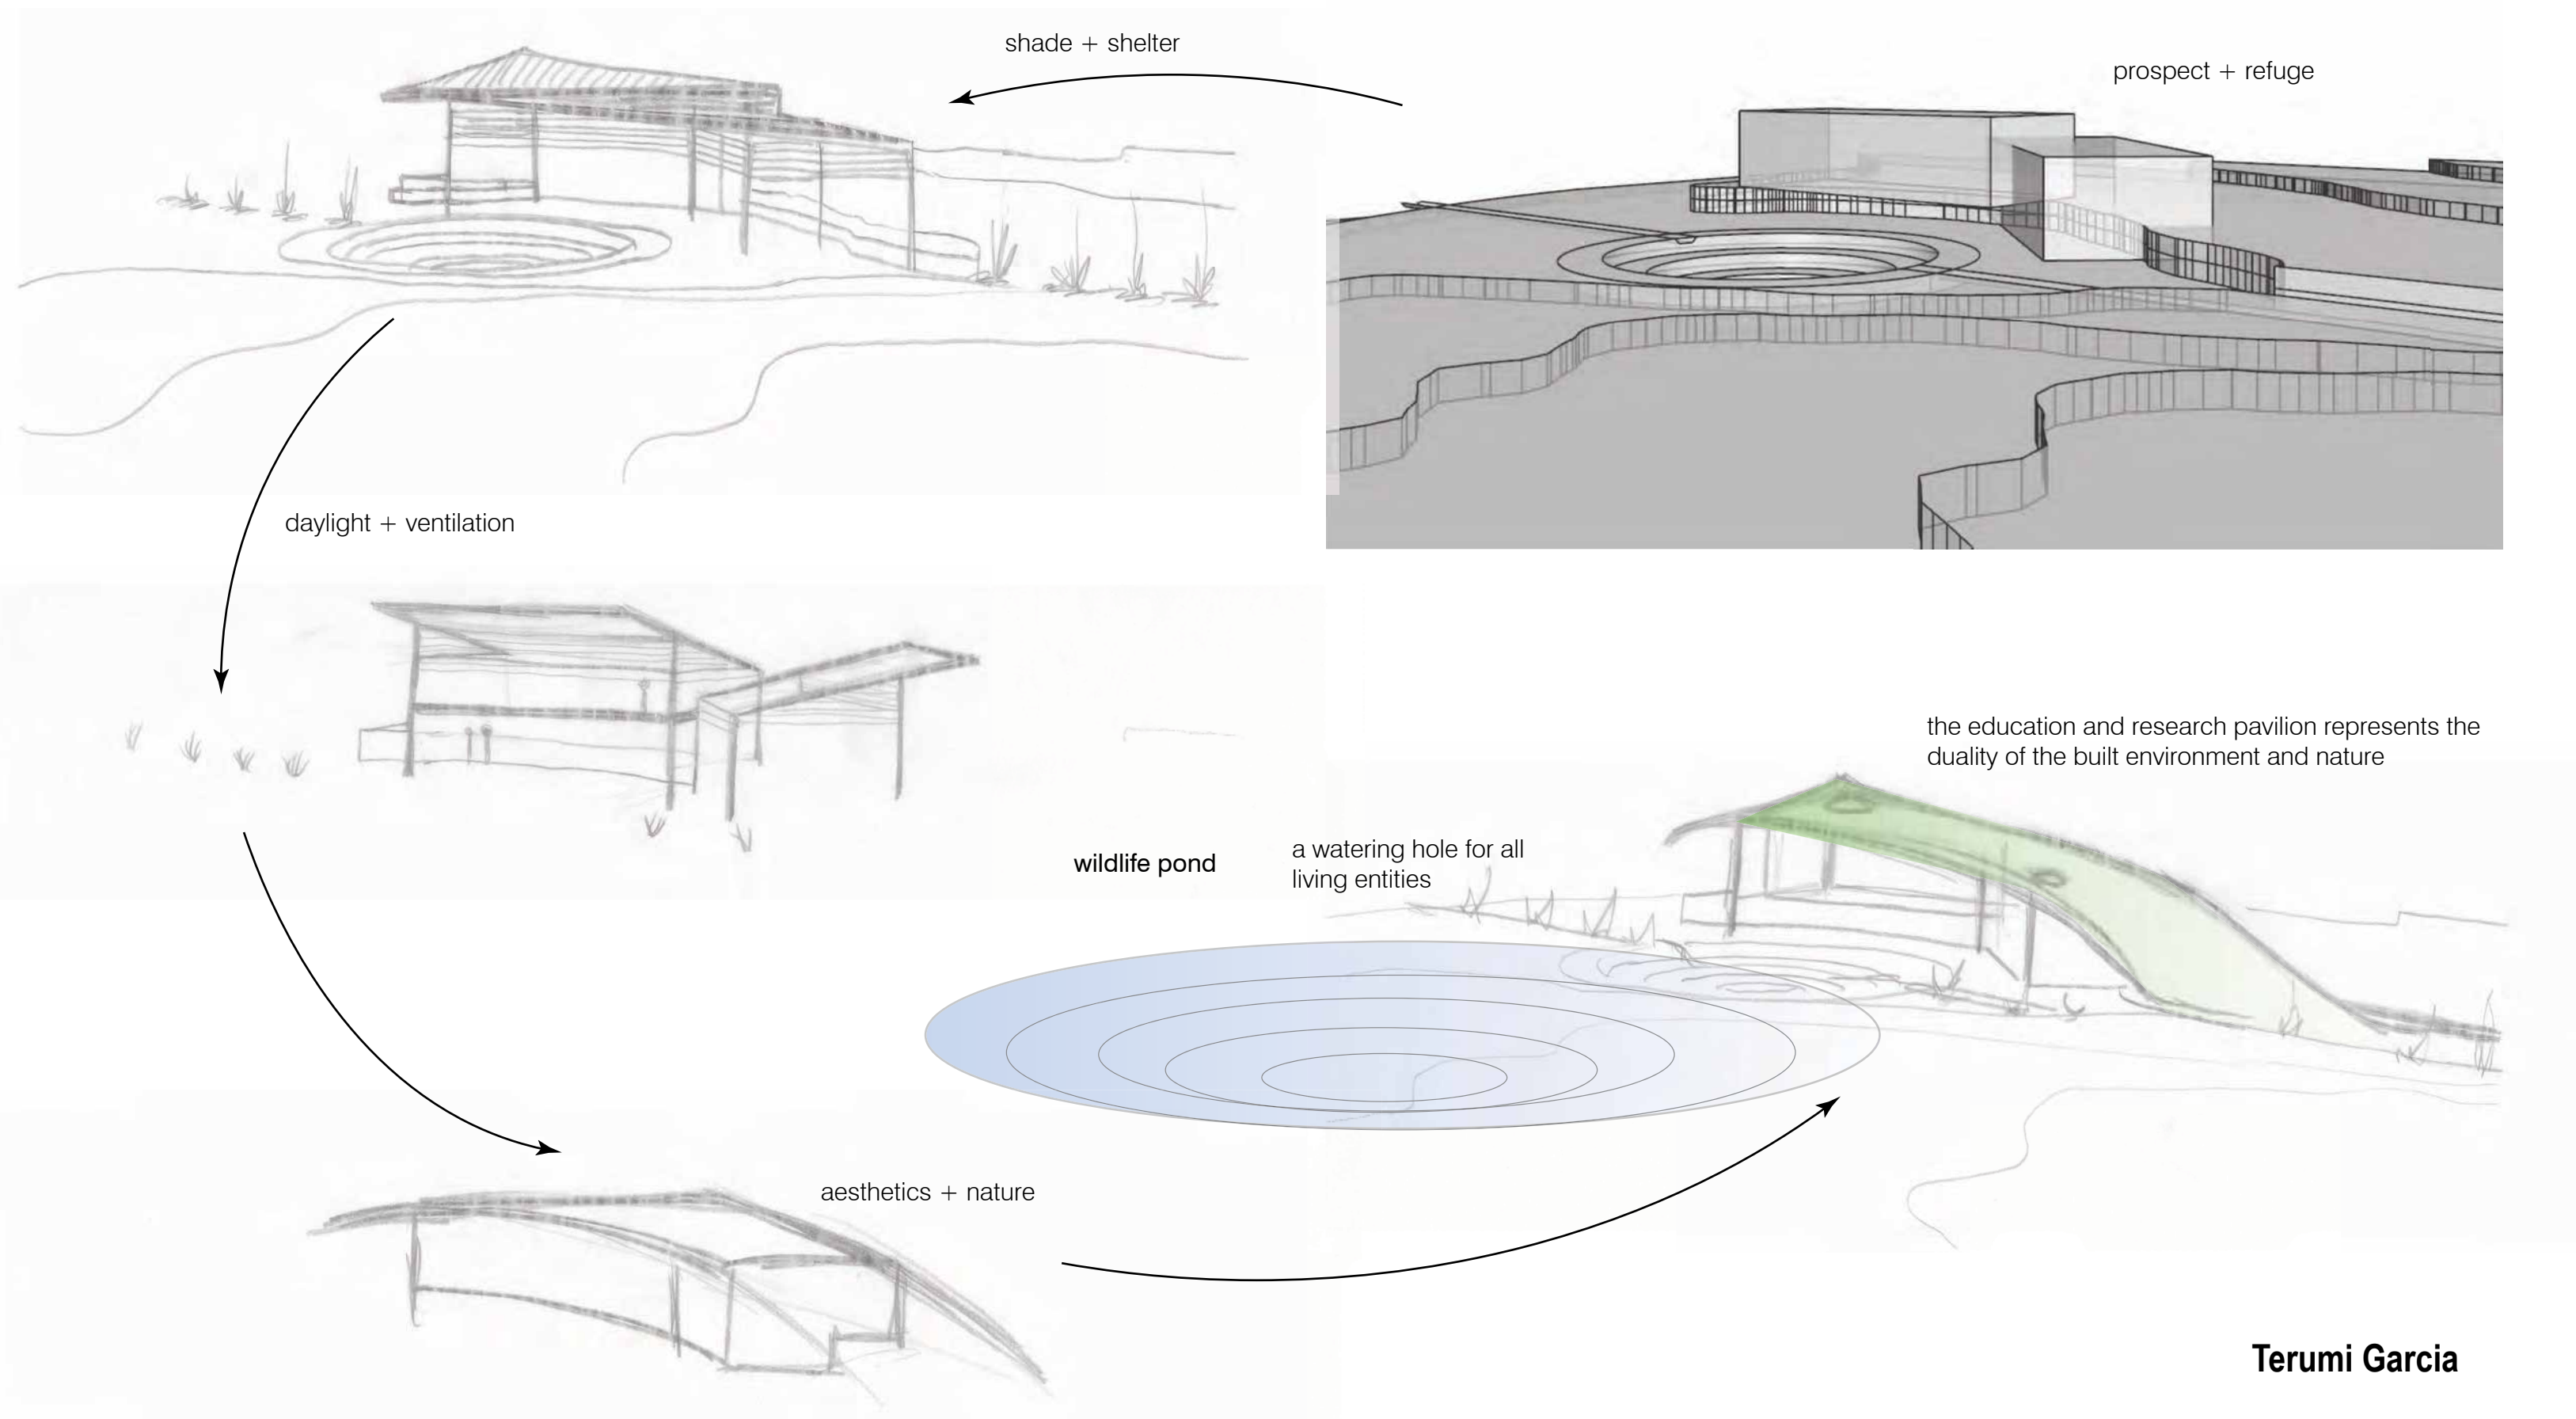 shade + shelter
prospect + refuge
daylight + ventilation
the education and research pavilion represents the
duality of the built environment and nature
wildlife pond
a watering hole for all
living entities
aesthetics + nature
Terumi Garcia